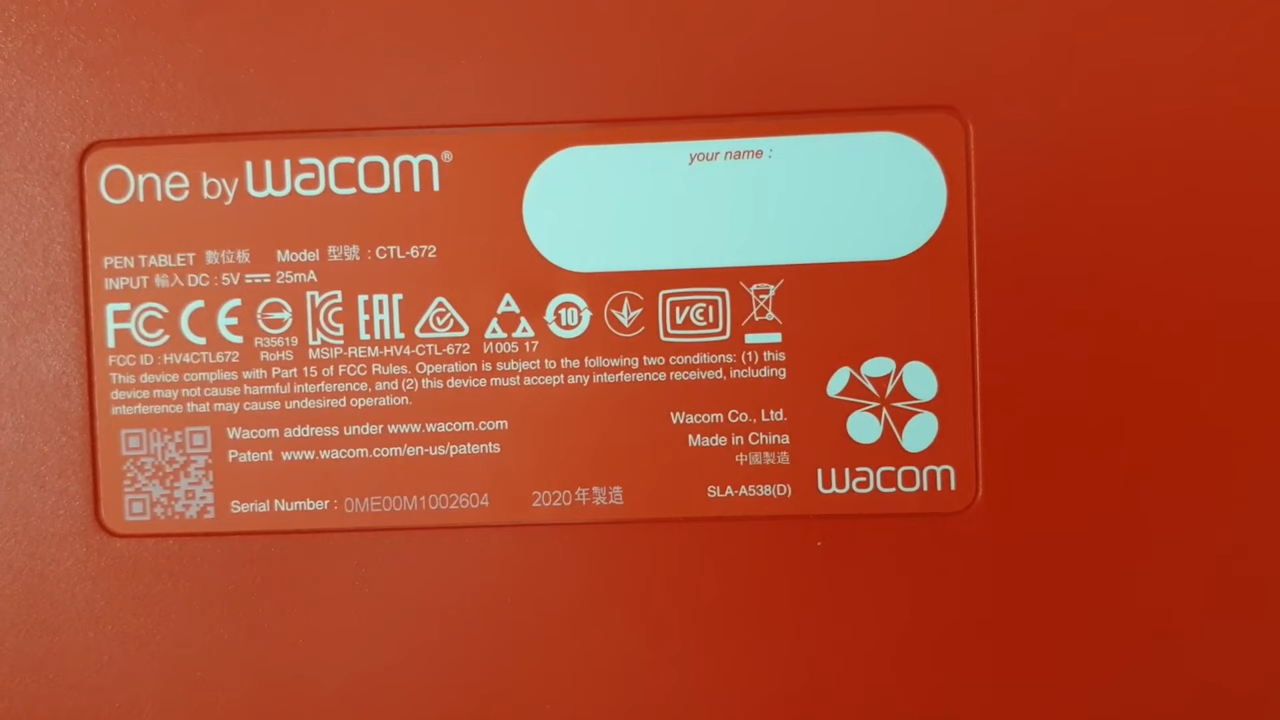 One by wacom®
your name :
PEN TABLET 數位板 Model 型號 : CTL-672
INPUT 輸入 DC : 5V 25mA
FC CE R35619 RoHS EAC 10 VCI
FCC ID : HV4CTL672 MSIP-REM-HV4-CTL-672 И005 17
This device complies with Part 15 of FCC Rules. Operation is subject to the following two conditions: (1) this
device may not cause harmful interference, and (2) this device must accept any interference received, including
interference that may cause undesired operation.
Wacom address under www.wacom.com
Patent www.wacom.com/en-us/patents
Serial Number : 0ME00M1002604 2020年製造
Wacom Co., Ltd.
Made in China
中國製造
SLA-A538(D)
wacom